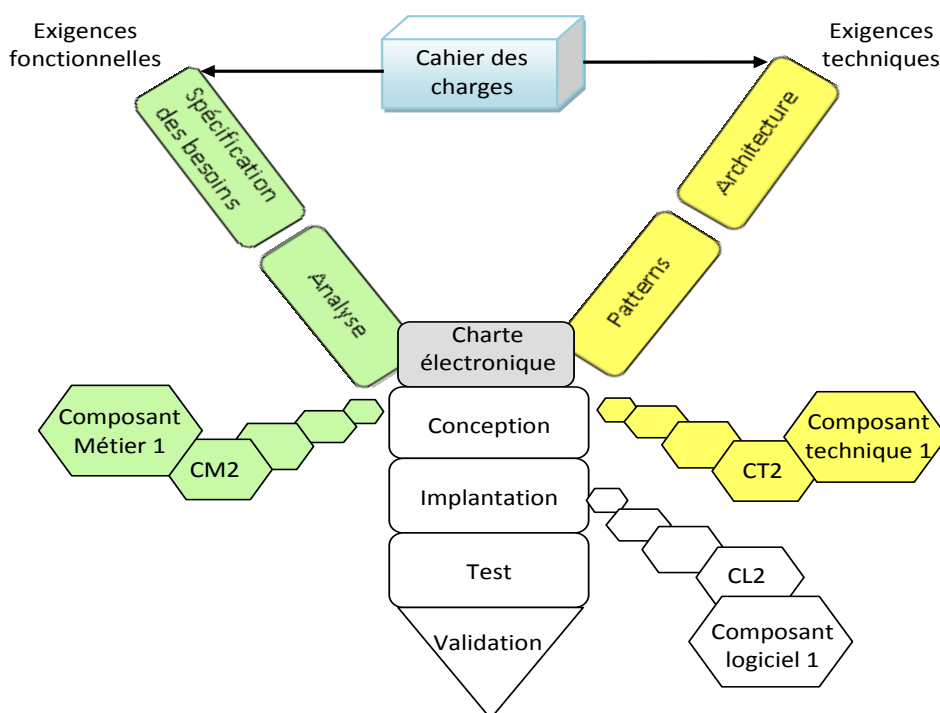 Exigences
fonctionnelles
Cahier des
charges
Exigences
techniques
Spécification
des besoins
Architecture
Analyse
Patterns
Charte
électronique
Composant
Métier 1
CM2
Conception
Composant
technique 1
CT2
Implantation
Test
CL2
Composant
logiciel 1
Validation